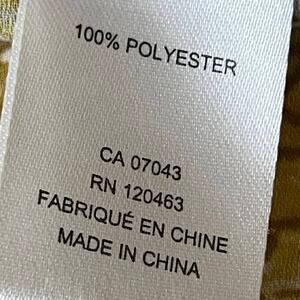 100% POLYESTER
CA 07043
RN 120463
FABRIQUÉ EN CHINE
MADE IN CHINA